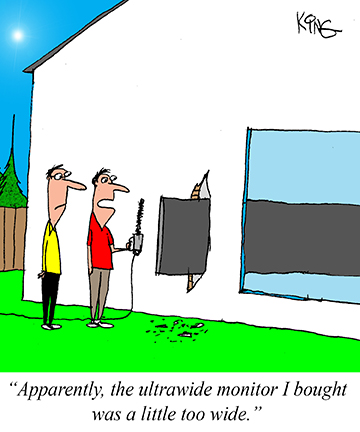 King
“Apparently, the ultrawide monitor I bought
was a little too wide.”